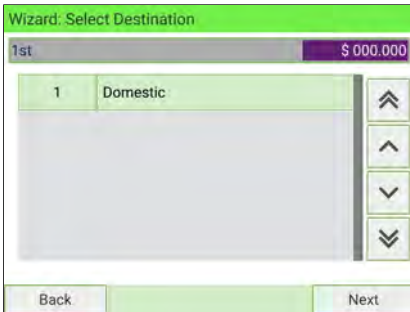 Wizard: Select Destination
1st $ 000.000
1 Domestic
Back Next